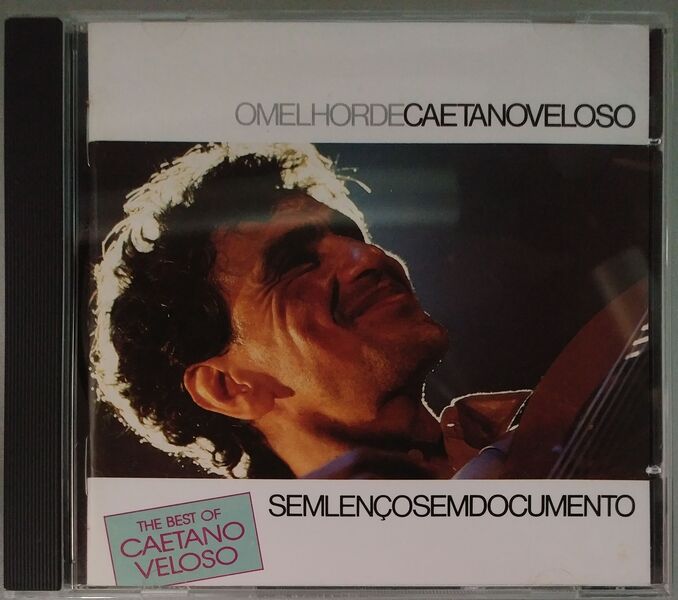 OMELHORDECAETANOVELOSO
SEMLENÇOSEMDOCUMENTO
THE BEST OF
CAETANO
VELOSO